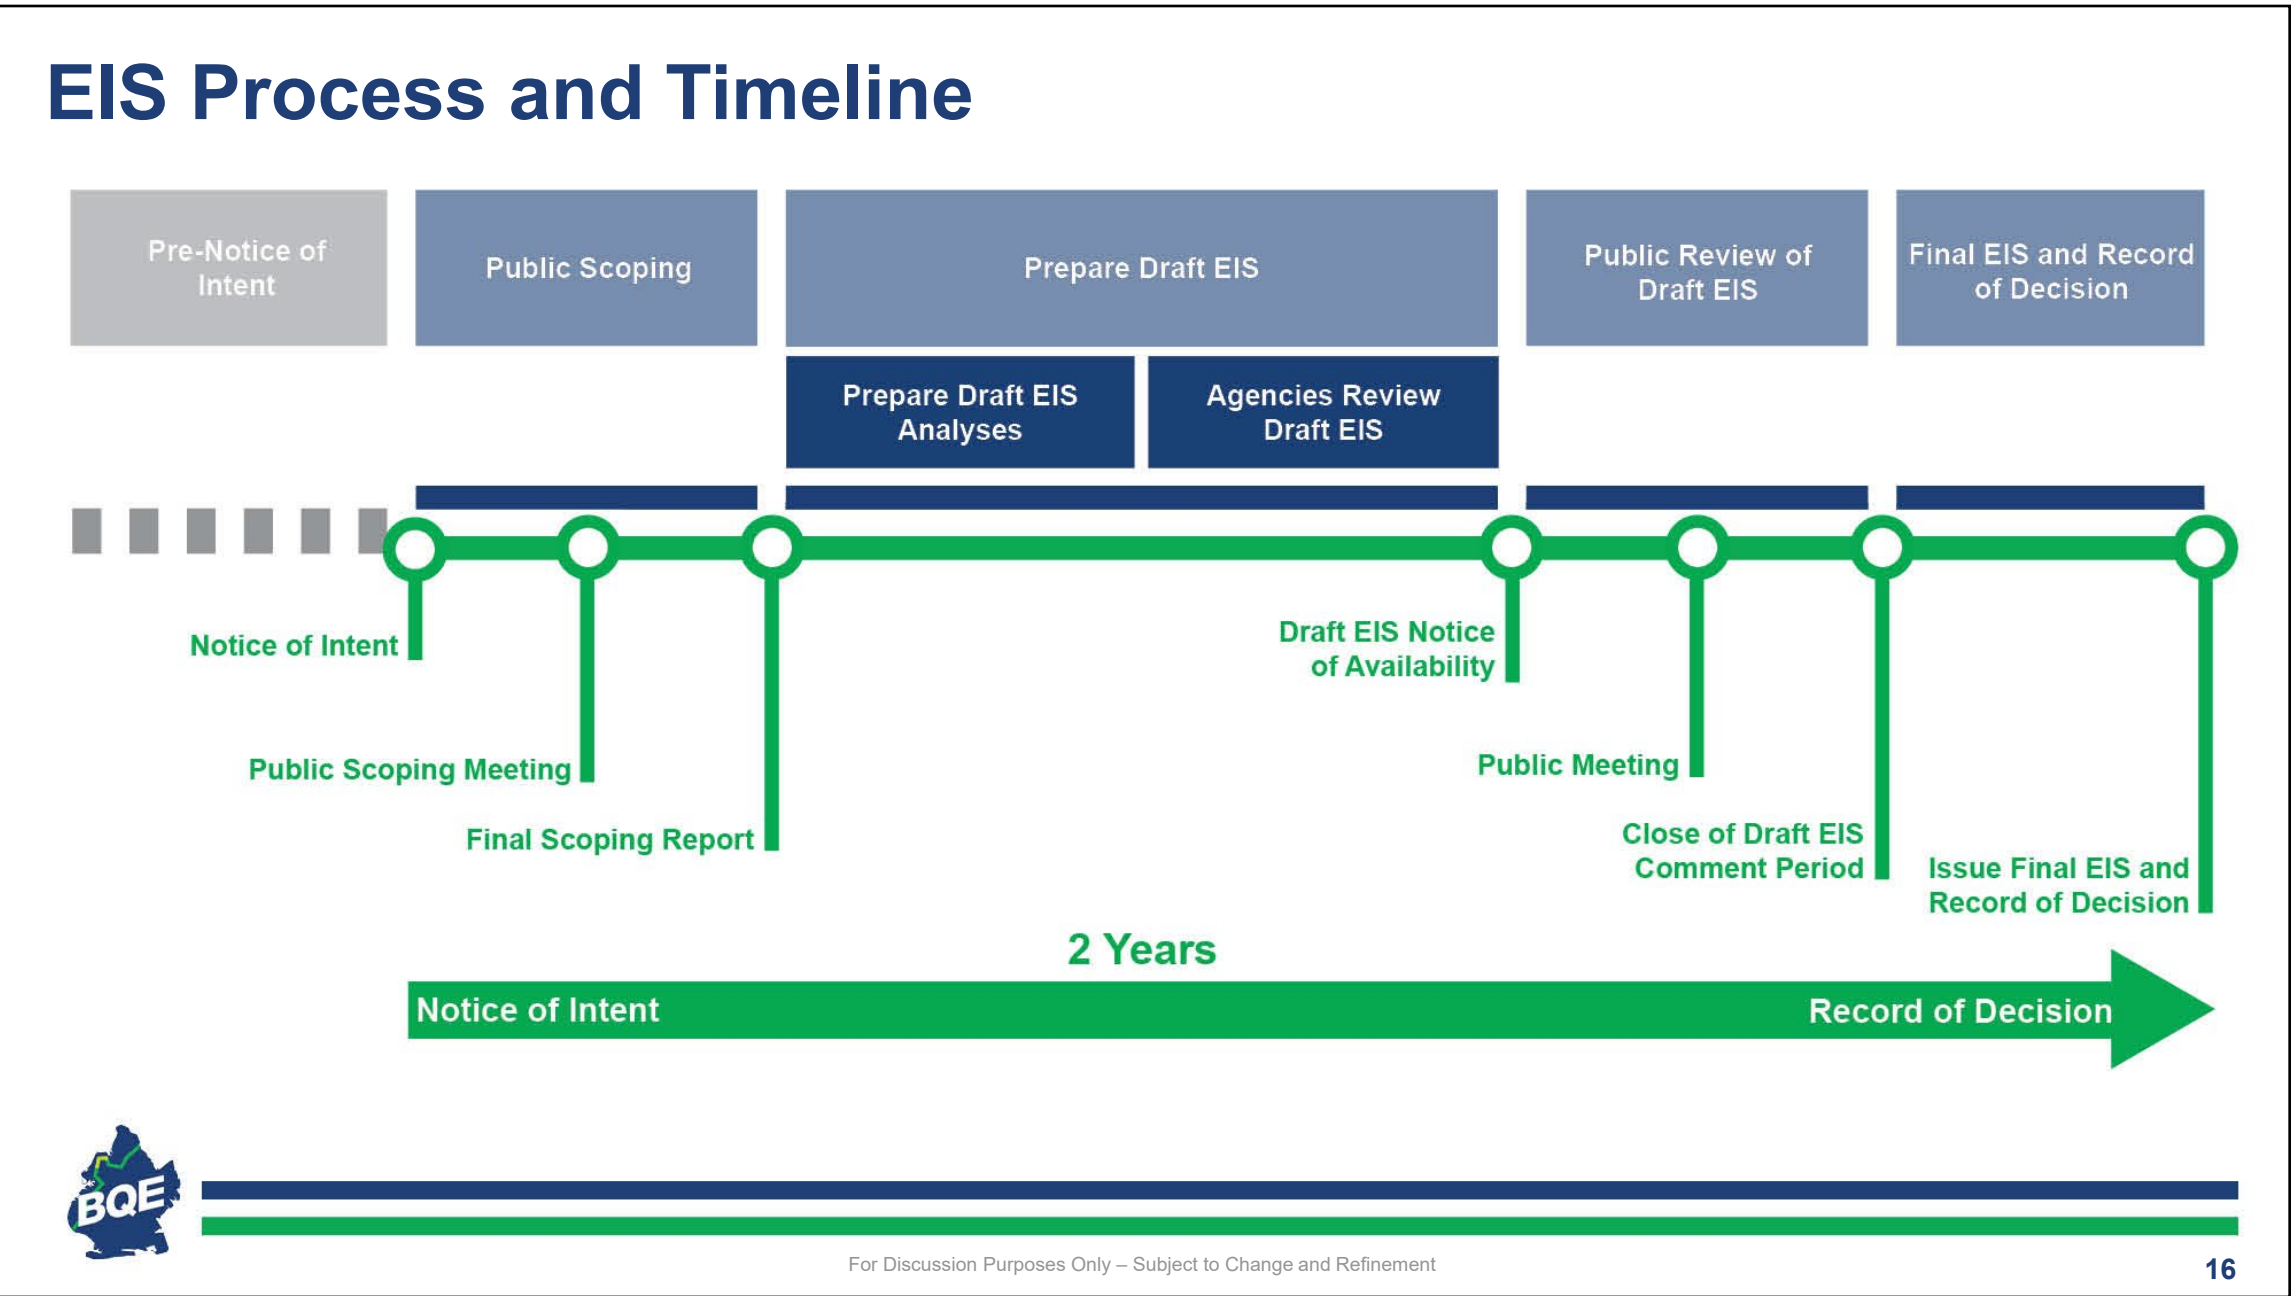 EIS Process and Timeline
Pre-Notice of
Intent
Public Scoping
Prepare Draft EIS
Public Review of
Draft EIS
Final EIS and Record
of Decision
Prepare Draft EIS
Analyses
Agencies Review
Draft EIS
Notice of Intent
Public Scoping Meeting
Final Scoping Report
Draft EIS Notice
of Availability
Public Meeting
Close of Draft EIS
Comment Period
Issue Final EIS and
Record of Decision
2 Years
Notice of Intent
Record of Decision
BQE
For Discussion Purposes Only – Subject to Change and Refinement
16